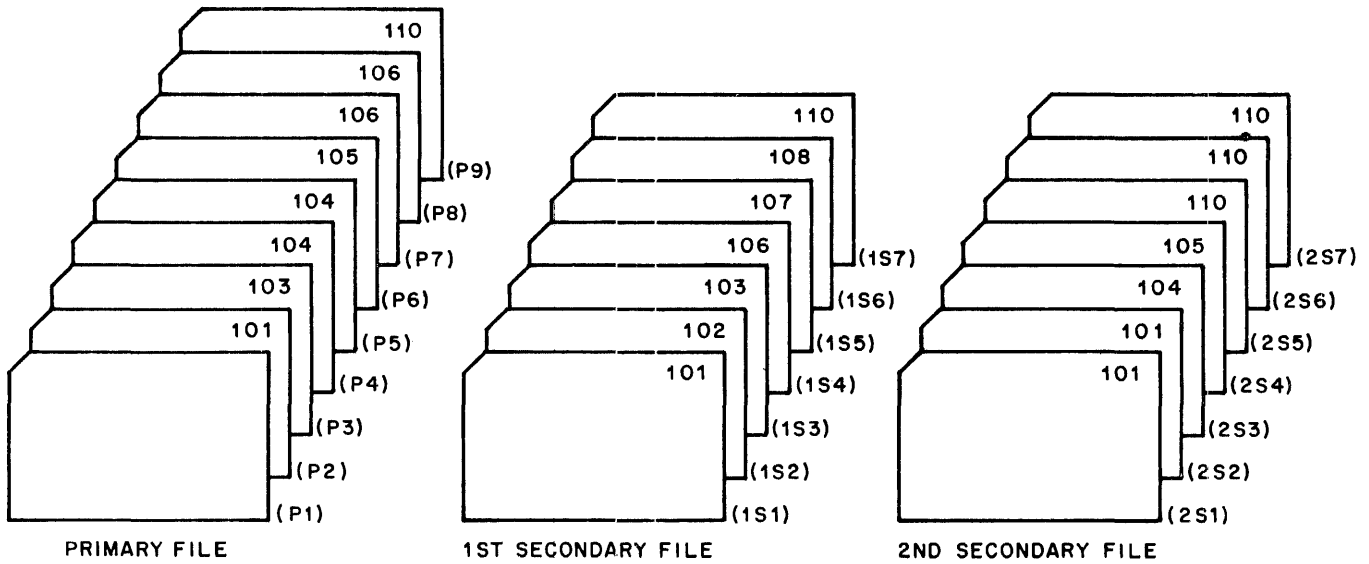 110
106
106
105
(P9)
104
(P8)
104
(P7)
103
(P6)
101
(P5)
(P4)
(P3)
(P2)
(P1)
PRIMARY FILE
110
108
107
106
(1S7)
103
(1S6)
102
(1S5)
101
(1S4)
(1S3)
(1S2)
(1S1)
1ST SECONDARY FILE
110
110
110
105
(2S7)
104
(2S6)
101
(2S5)
101
(2S4)
(2S3)
(2S2)
(2S1)
2ND SECONDARY FILE